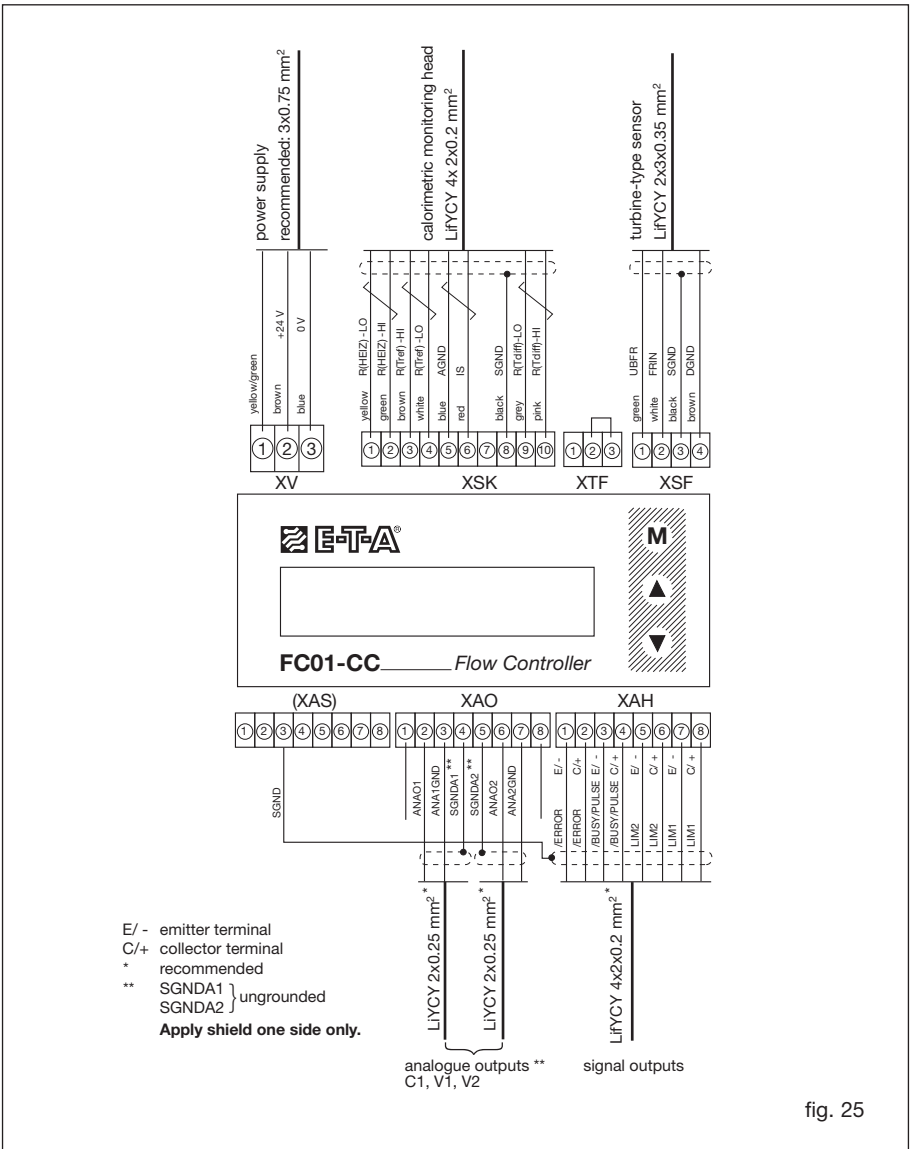 power supply
recommended: 3x0.75 mm²
calorimetric monitoring head
LifYCY 4x 2x0.2 mm²
turbine-type sensor
LifYCY 2x3x0.35 mm²
yellow/green
brown +24 V
blue 0 V
yellow R(HEIZ)-LO
green R(HEIZ)-HI
brown R(Tref)-HI
white R(Tref)-LO
blue AGND
red IS
black SGND
grey R(Tdiff)-LO
pink R(Tdiff)-HI
green UBFR
white FRIN
black SGND
brown DGND
1 2 3
1 2 3 4 5 6 7 8 9 10
1 2 3
1 2 3 4
XV XSK XTF XSF
E-T-A®
M
▲
▼
FC01-CC Flow Controller
(XAS) XAO XAH
1 2 3 4 5 6 7 8
1 2 3 4 5 6 7 8
1 2 3 4 5 6 7 8
SGND
ANAO1
ANA1GND
SGNDA1 **
SGNDA2 **
ANAO2
ANA2GND
/ERROR E/ -
/ERROR C/+
/BUSY/PULSE E/ -
/BUSY/PULSE C/+
LIM2 E/ -
LIM2 C/ +
LIM1 E/ -
LIM1 C/ +
LiYCY 2x0.25 mm² *
LiYCY 2x0.25 mm² *
LifYCY 4x2x0.2 mm² *
E/ - emitter terminal
C/+ collector terminal
* recommended
** SGNDA1
SGNDA2 } ungrounded
Apply shield one side only.
analogue outputs **
C1, V1, V2
signal outputs
fig. 25